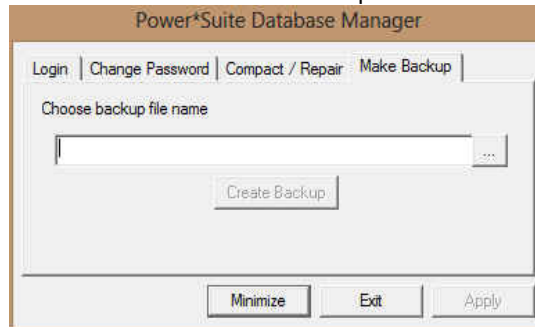 Power*Suite Database Manager
Login Change Password Compact / Repair Make Backup
Choose backup file name
...
Create Backup
Minimize Exit Apply